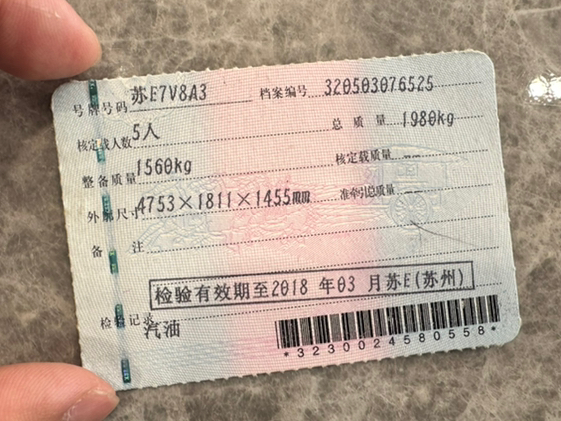 号牌号码 苏E7V8A3 档案编号 320503076525
核定载人数 5人 总质量 1980kg
整备质量 1560kg 核定载质量 --
外廓尺寸 4753×1811×1455mm 准牵引总质量 --
备注
检验有效期至2018 年03 月苏E(苏州)
检验记录
汽油
*3230024580558*